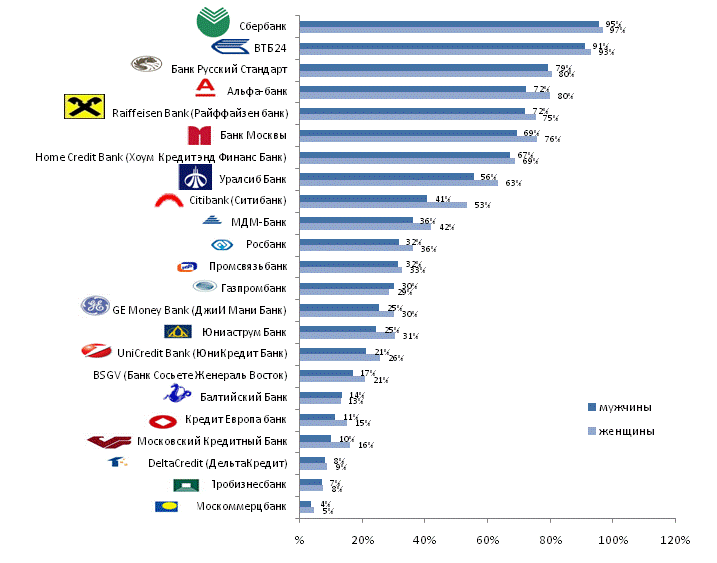 Сбербанк 95% 97%
ВТБ24 91% 93%
Банк Русский Стандарт 79% 80%
Альфа-банк 72% 80%
Raiffeisen Bank (Райффайзен банк) 72% 75%
Банк Москвы 69% 76%
Home Credit Bank (Хоум Кредитэнд Финанс Банк) 67% 69%
Уралсиб Банк 56% 63%
Citibank (Ситибанк) 41% 53%
МДМ-Банк 36% 42%
Росбанк 32% 36%
Промсвязьбанк 32% 33%
Газпромбанк 30% 29%
GE Money Bank (ДжиИ Мани Банк) 25% 30%
Юниаструм Банк 25% 31%
UniCredit Bank (ЮниКредит Банк) 21% 26%
BSGV (Банк Сосьете Женераль Восток) 17% 21%
Балтийский Банк 14% 13%
мужчины
Кредит Европа банк 11% 15%
женщины
Московский Кредитный Банк 10% 16%
DeltaCredit (ДельтаКредит) 8% 9%
Пробизнесбанк 7% 8%
Москоммерцбанк 4% 5%
% 20% 40% 60% 80% 100% 120%